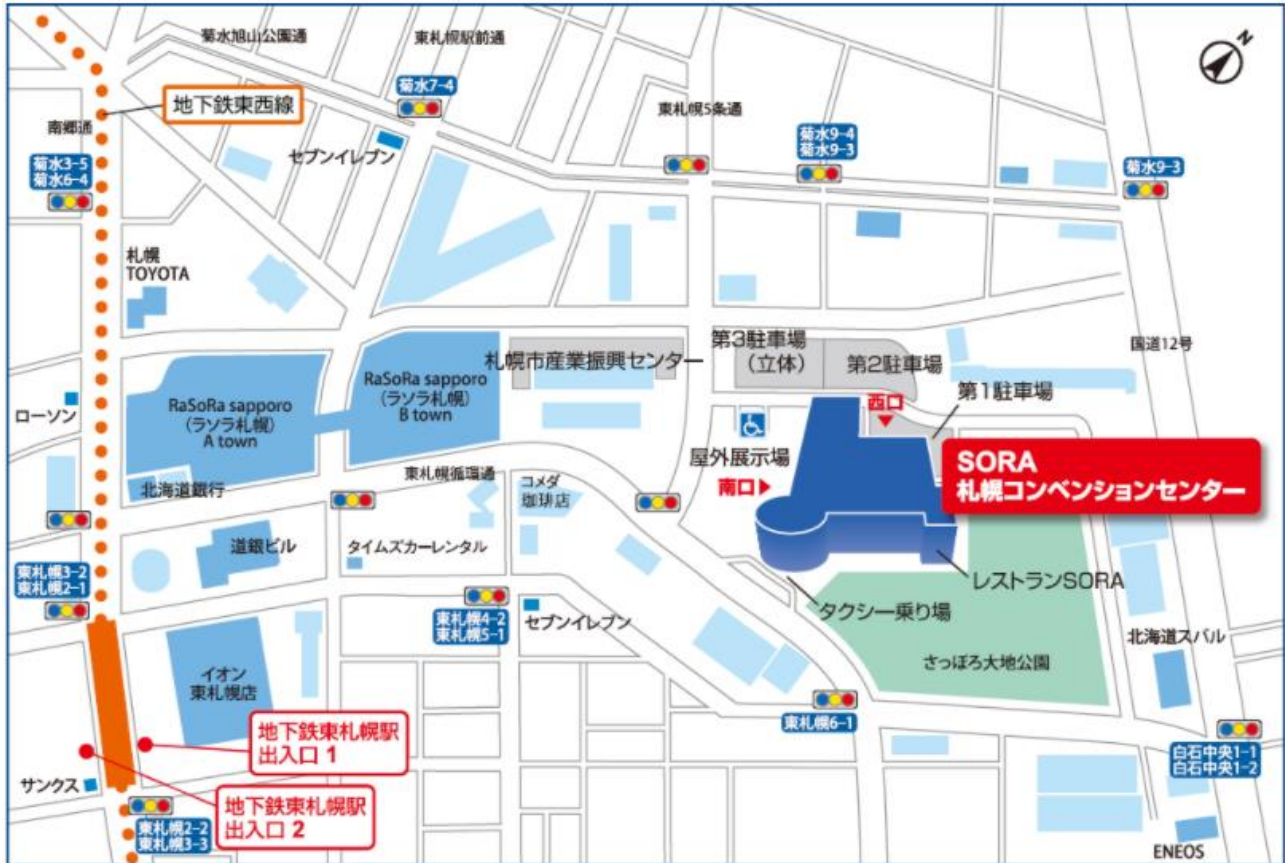 菊水旭山公園通
東札幌駅前通
N
地下鉄東西線
菊水7-4
東札幌5条通
南郷通
菊水3-5
菊水6-4
セブンイレブン
菊水9-4
菊水9-3
菊水9-3
札幌
TOYOTA
国道12号
札幌市産業振興センター
第3駐車場
(立体)
第2駐車場
第1駐車場
RaSoRa sapporo
(ラソラ札幌)
B town
RaSoRa sapporo
(ラソラ札幌)
A town
ローソン
西口
屋外展示場
南口
SORA
札幌コンベンションセンター
東札幌循環通
コメダ
珈琲店
北海道銀行
道銀ビル
タイムズカーレンタル
レストランSORA
タクシー乗り場
東札幌3-2
東札幌2-1
東札幌4-2
東札幌5-1
セブンイレブン
北海道スバル
さっぽろ大地公園
イオン
東札幌店
東札幌6-1
地下鉄東札幌駅
出入口 1
白石中央1-1
白石中央1-2
サンクス
地下鉄東札幌駅
出入口 2
東札幌2-2
東札幌3-3
ENEOS